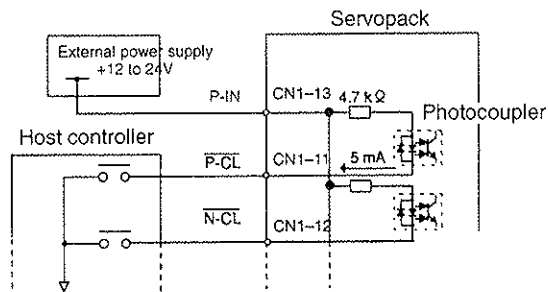 Servopack
External power supply
+12 to 24V
P-IN
CN1–13
4.7 k Ω
Photocoupler
Host controller
P-CL
CN1–11
5 mA
N-CL
CN1–12